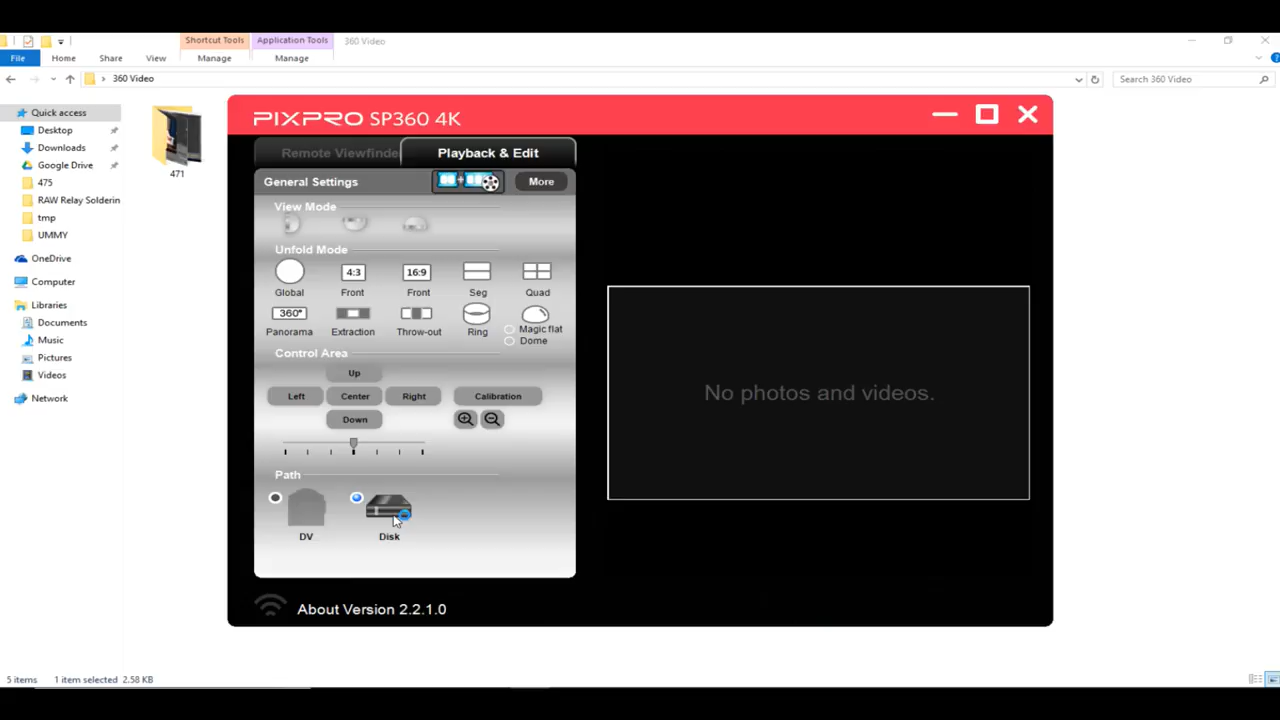 Shortcut Tools
Application Tools
360 Video
File
Home
Share
View
Manage
Manage
360 Video
Search 360 Video
Quick access
Desktop
Downloads
Google Drive
475
RAW Relay Solderin
tmp
UMMY
OneDrive
Computer
Libraries
Documents
Music
Pictures
Videos
Network
471
PIXPRO SP360 4K
Remote Viewfinde
Playback & Edit
General Settings
More
View Mode
Unfold Mode
4:3
16:9
Global
Front
Front
Seg
Quad
360°
Panorama
Extraction
Throw-out
Ring
Magic flat
Dome
Control Area
Up
Left
Center
Right
Calibration
Down
Path
DV
Disk
No photos and videos.
About Version 2.2.1.0
5 items
1 item selected 2.58 KB